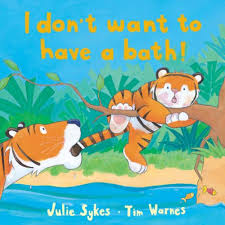 I don't want to
have a bath!
Julie Sykes · Tim Warnes